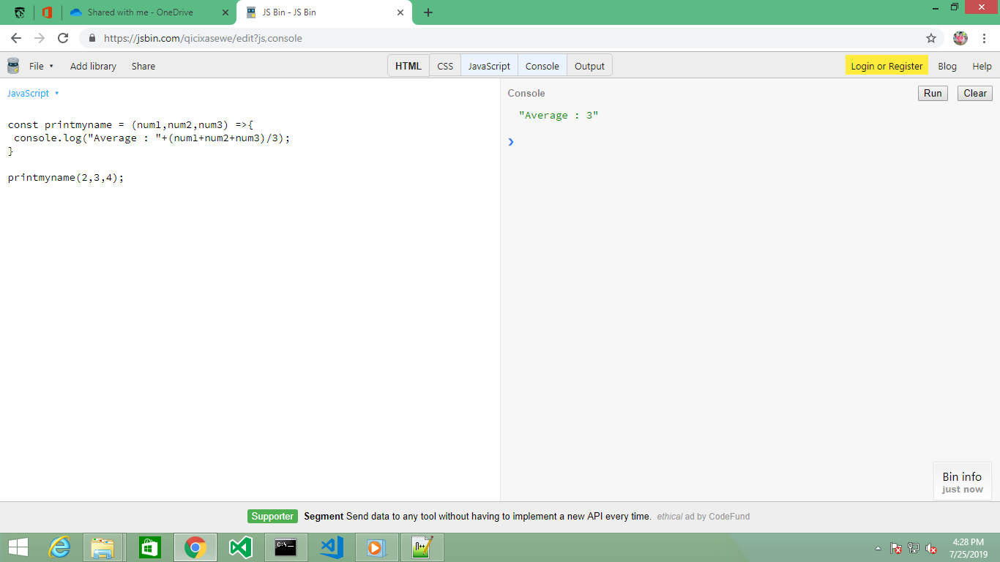 Shared with me - OneDrive
JS Bin - JS Bin
https://jsbin.com/qicixasewe/edit?js,console
File Add library Share HTML CSS JavaScript Console Output Login or Register Blog Help
JavaScript
const printmyname = (num1,num2,num3) =>{
console.log("Average : "+(num1+num2+num3)/3);
}
printmyname(2,3,4);
Console Run Clear
"Average : 3"
Bin info
just now
Supporter Segment Send data to any tool without having to implement a new API every time. ethical ad by CodeFund
4:28 PM
7/25/2019